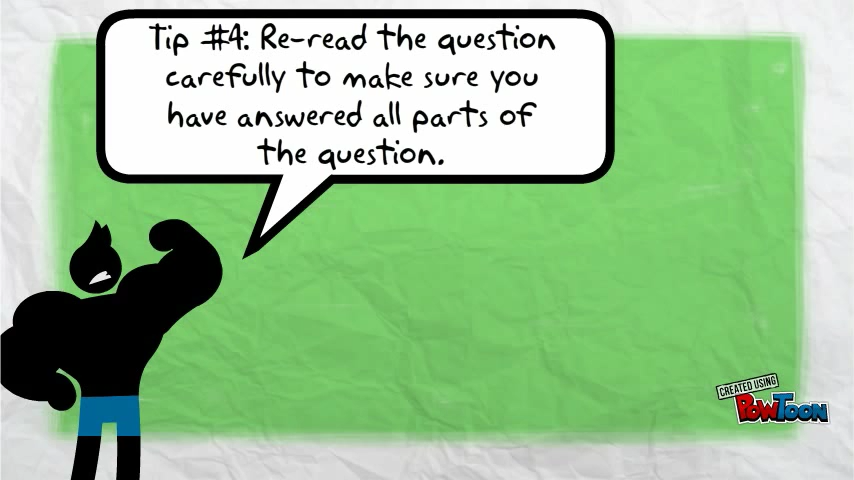 Tip #4: Re-read the question
carefully to make sure you
have answered all parts of
the question.
CREATED USING
POWTOON